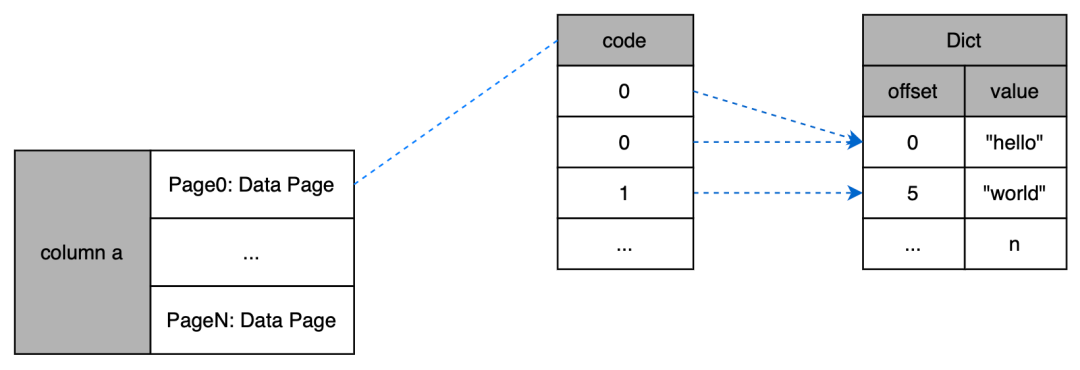 column a
Page0: Data Page
...
PageN: Data Page
code
0
0
1
...
Dict
offset value
0 "hello"
5 "world"
... n